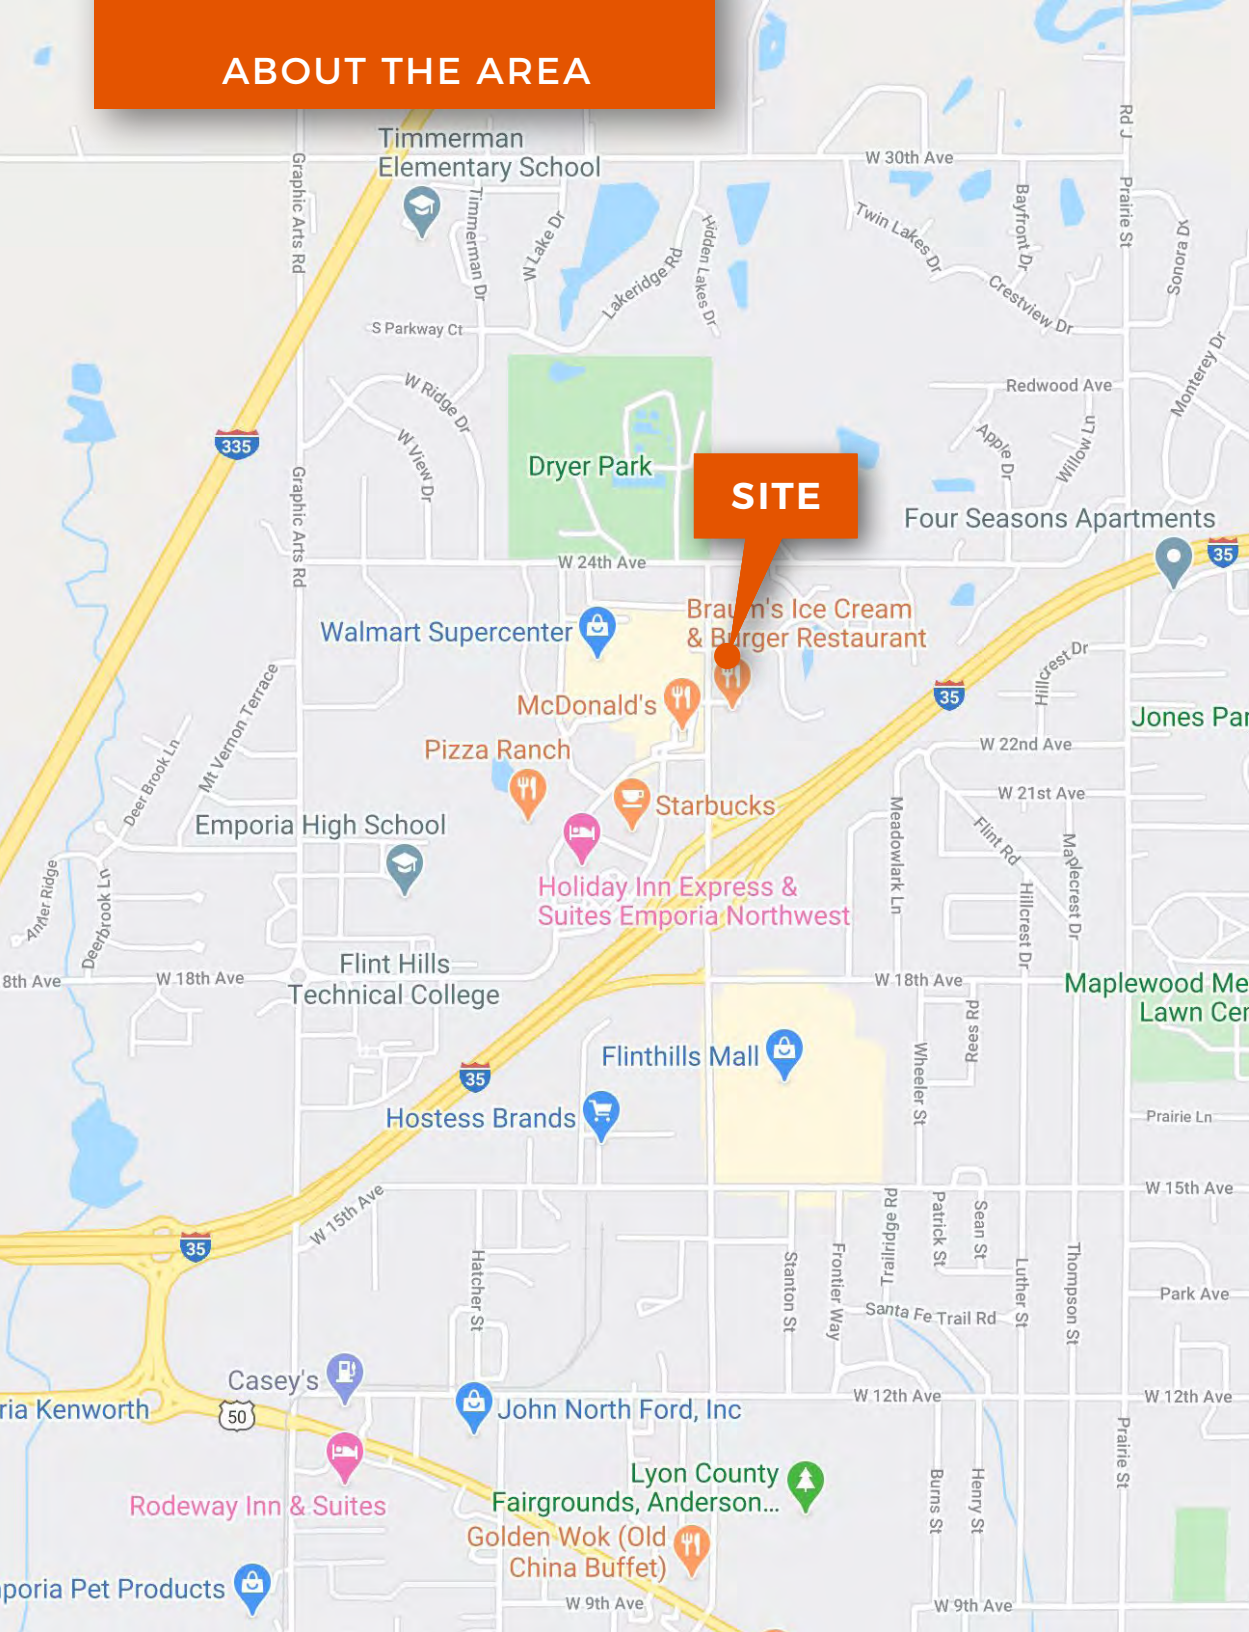 ABOUT THE AREA
Timmerman
Elementary School
W 30th Ave
Rd J
Graphic Arts Rd
Timmerman Dr
W Lake Dr
Lakeridge Rd
Hidden Lakes Dr
Twin Lakes Dr
Bayfront Dr
Prairie St
Sonora Dr
Crestview Dr
S Parkway Ct
W Ridge Dr
W View Dr
Redwood Ave
Monterey Dr
Apple Dr
Willow Ln
335
Dryer Park
SITE
Graphic Arts Rd
Four Seasons Apartments
35
W 24th Ave
Walmart Supercenter
Braum's Ice Cream
& Burger Restaurant
Hillcrest Dr
35
McDonald's
Jones Par
Mt Vernon Terrace
Deer Brook Ln
Pizza Ranch
W 22nd Ave
Starbucks
W 21st Ave
Emporia High School
Meadowlark Ln
Flint Rd
Maplecrest Dr
Holiday Inn Express &
Suites Emporia Northwest
Antler Ridge
Deerbrook Ln
Hillcrest Dr
8th Ave
W 18th Ave
Flint Hills
Technical College
W 18th Ave
Maplewood Me
Lawn Cer
Rees Rd
Wheeler St
Flinthills Mall
35
Hostess Brands
Prairie Ln
W 15th Ave
W 15th Ave
35
Trailridge Rd
Patrick St
Sean St
Hatcher St
Stanton St
Frontier Way
Luther St
Thompson St
Park Ave
Santa Fe Trail Rd
Casey's
W 12th Ave
W 12th Ave
ria Kenworth
50
John North Ford, Inc
Prairie St
Rodeway Inn & Suites
Lyon County
Fairgrounds, Anderson...
Burns St
Henry St
Golden Wok (Old
China Buffet)
poria Pet Products
W 9th Ave
W 9th Ave